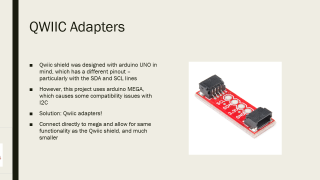 QWIIC Adapters
Qwiic shield was designed with arduino UNO in
mind, which has a different pinout –
particularly with the SDA and SCL lines
However, this project uses arduino MEGA,
which causes some compatibility issues with
I2C
Solution: Qwiic adapters!
Connect directly to mega and allow for same
functionality as the Qwiic shield, and much
smaller